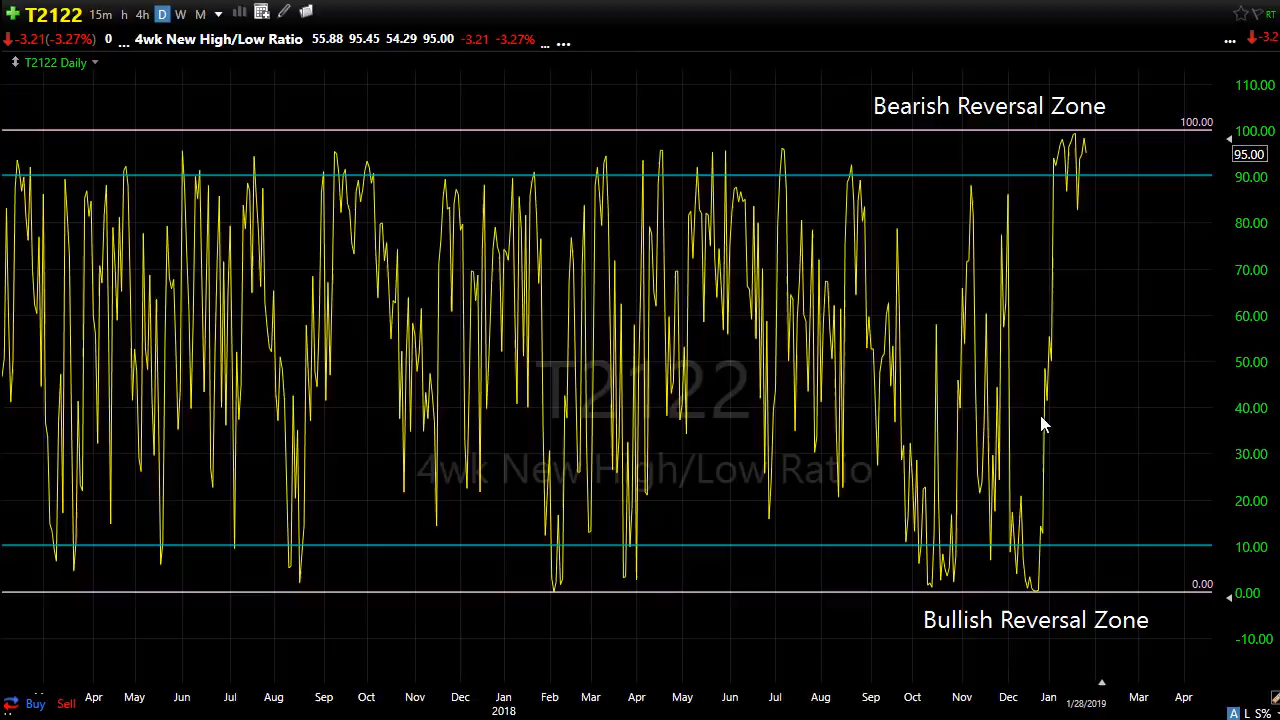 T2122 15m h 4h D W M
RT
-3.21(-3.27%) 0 ... 4wk New High/Low Ratio 55.88 95.45 54.29 95.00 -3.21 -3.27% ... ...
... -3.2
T2122 Daily
110.00
Bearish Reversal Zone
100.00
100.00
95.00
90.00
80.00
70.00
60.00
50.00
T2122
40.00
30.00
4wk New High/Low Ratio
20.00
10.00
0.00
0.00
Bullish Reversal Zone
-10.00
Apr May Jun Jul Aug Sep Oct Nov Dec Jan Feb Mar Apr May Jun Jul Aug Sep Oct Nov Dec Jan 1/28/2019 Mar Apr
2018
Buy Sell
A L S%